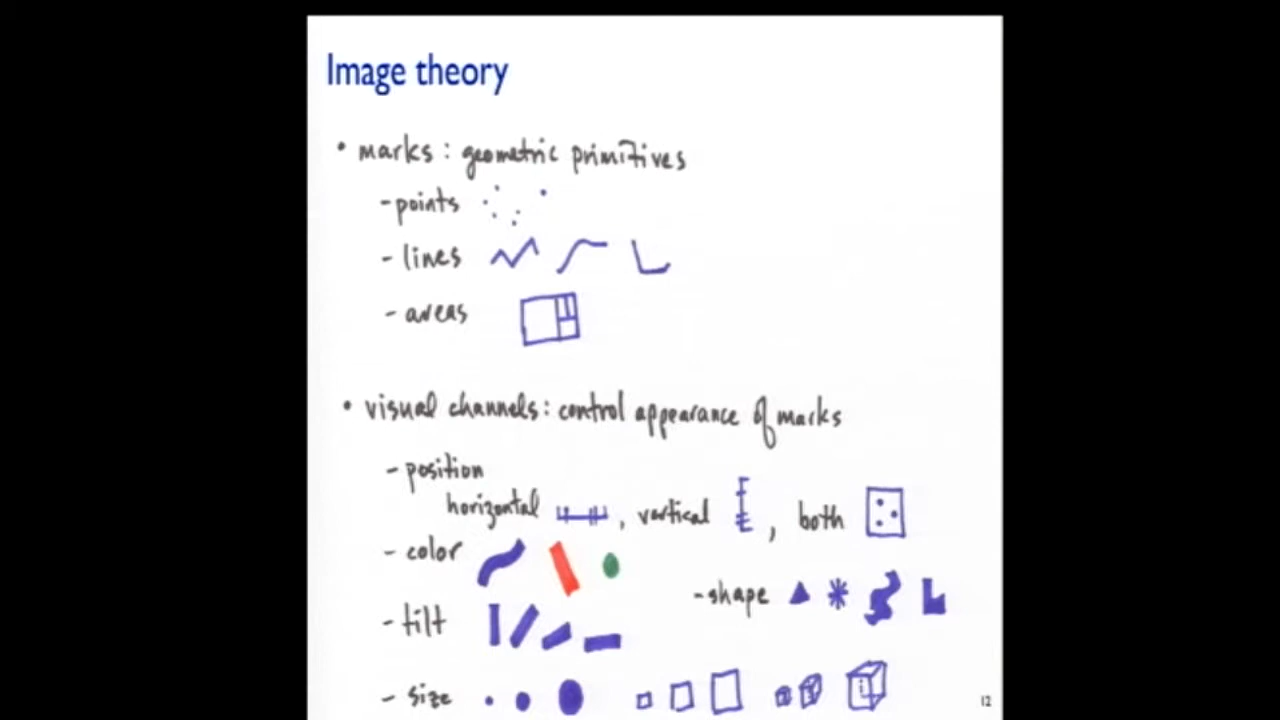 Image theory
• marks: geometric primitives
- points
- lines
- areas
• visual channels: control appearance of marks
- position
horizontal , vertical , both
- color
- shape
- tilt
- size
12